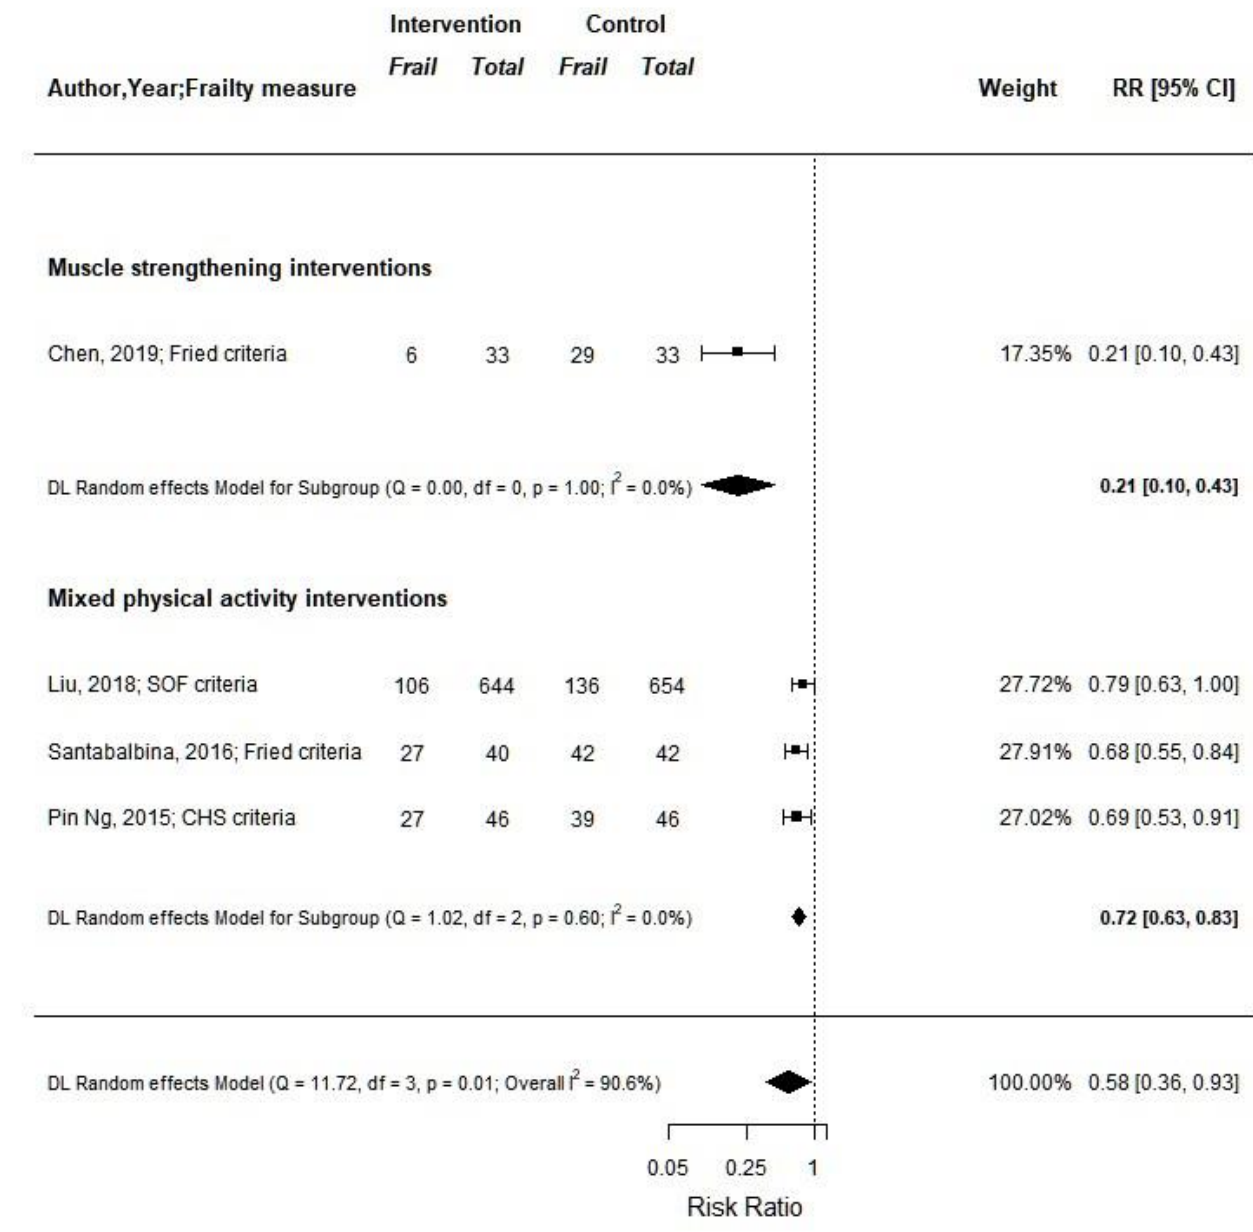 Intervention Control
Frail Total Frail Total
Author,Year;Frailty measure Weight RR [95% CI]
Muscle strengthening interventions
Chen, 2019; Fried criteria 6 33 29 33 17.35% 0.21 [0.10, 0.43]
DL Random effects Model for Subgroup (Q = 0.00, df = 0, p = 1.00; I² = 0.0%) 0.21 [0.10, 0.43]
Mixed physical activity interventions
Liu, 2018; SOF criteria 106 644 136 654 27.72% 0.79 [0.63, 1.00]
Santabalbina, 2016; Fried criteria 27 40 42 42 27.91% 0.68 [0.55, 0.84]
Pin Ng, 2015; CHS criteria 27 46 39 46 27.02% 0.69 [0.53, 0.91]
DL Random effects Model for Subgroup (Q = 1.02, df = 2, p = 0.60; I² = 0.0%) 0.72 [0.63, 0.83]
DL Random effects Model (Q = 11.72, df = 3, p = 0.01; Overall I² = 90.6%) 100.00% 0.58 [0.36, 0.93]
0.05 0.25 1
Risk Ratio